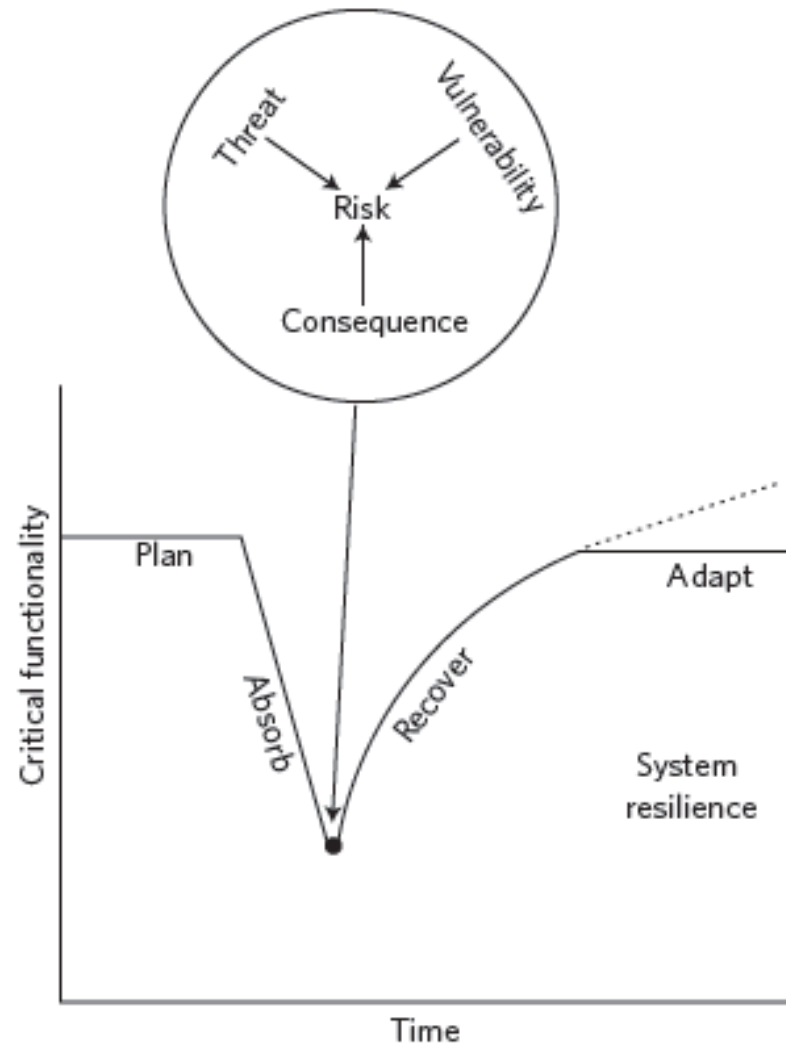 Threat
Vulnerability
Risk
Consequence
Critical functionality
Plan
Absorb
Recover
Adapt
System
resilience
Time